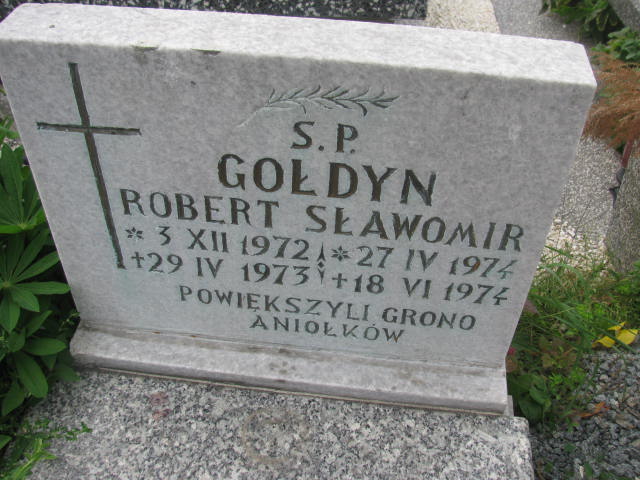 S.P.
GOŁDYN
ROBERT SŁAWOMIR
* 3 XII 1972 * 27 IV 1974
+ 29 IV 1973 + 18 VI 1974
POWIĘKSZYLI GRONO
ANIOŁKÓW